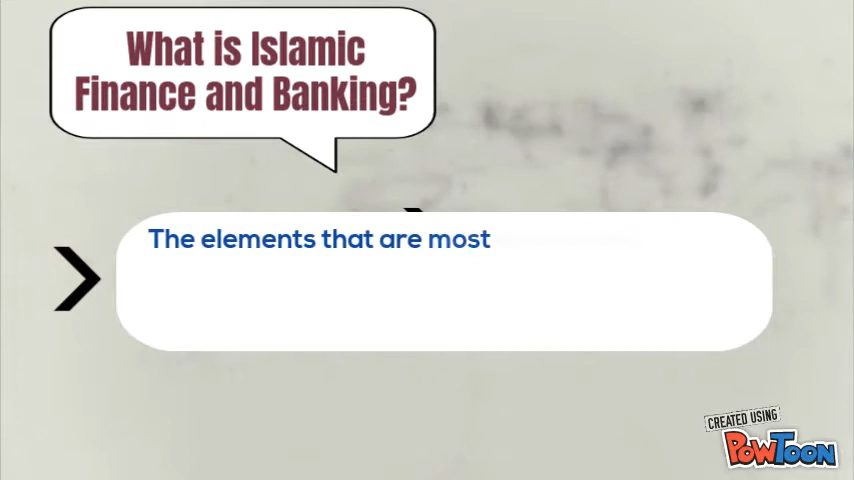 What is Islamic
Finance and Banking?
The elements that are most
CREATED USING
POWTOON